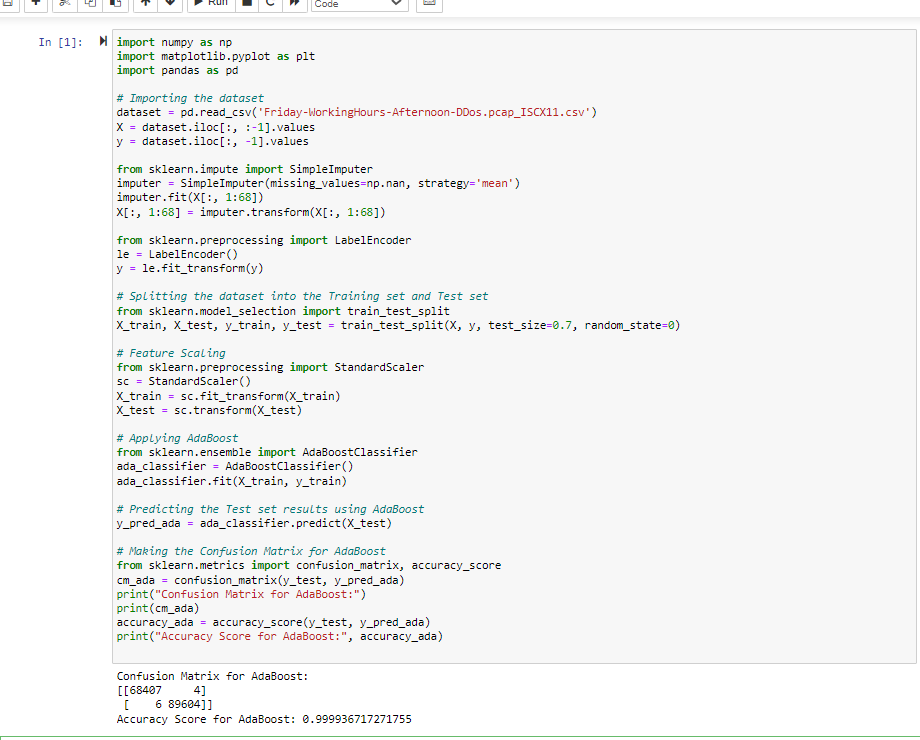 Run
Code
In [1]:
import numpy as np
import matplotlib.pyplot as plt
import pandas as pd
# Importing the dataset
dataset = pd.read_csv('Friday-WorkingHours-Afternoon-DDos.pcap_ISCX11.csv')
X = dataset.iloc[:, :-1].values
y = dataset.iloc[:, -1].values
from sklearn.impute import SimpleImputer
imputer = SimpleImputer(missing_values=np.nan, strategy='mean')
imputer.fit(X[:, 1:68])
X[:, 1:68] = imputer.transform(X[:, 1:68])
from sklearn.preprocessing import LabelEncoder
le = LabelEncoder()
y = le.fit_transform(y)
# Splitting the dataset into the Training set and Test set
from sklearn.model_selection import train_test_split
X_train, X_test, y_train, y_test = train_test_split(X, y, test_size=0.7, random_state=0)
# Feature Scaling
from sklearn.preprocessing import StandardScaler
sc = StandardScaler()
X_train = sc.fit_transform(X_train)
X_test = sc.transform(X_test)
# Applying AdaBoost
from sklearn.ensemble import AdaBoostClassifier
ada_classifier = AdaBoostClassifier()
ada_classifier.fit(X_train, y_train)
# Predicting the Test set results using AdaBoost
y_pred_ada = ada_classifier.predict(X_test)
# Making the Confusion Matrix for AdaBoost
from sklearn.metrics import confusion_matrix, accuracy_score
cm_ada = confusion_matrix(y_test, y_pred_ada)
print("Confusion Matrix for AdaBoost:")
print(cm_ada)
accuracy_ada = accuracy_score(y_test, y_pred_ada)
print("Accuracy Score for AdaBoost:", accuracy_ada)
Confusion Matrix for AdaBoost:
[[68407     4]
 [    6 89604]]
Accuracy Score for AdaBoost: 0.999936717271755